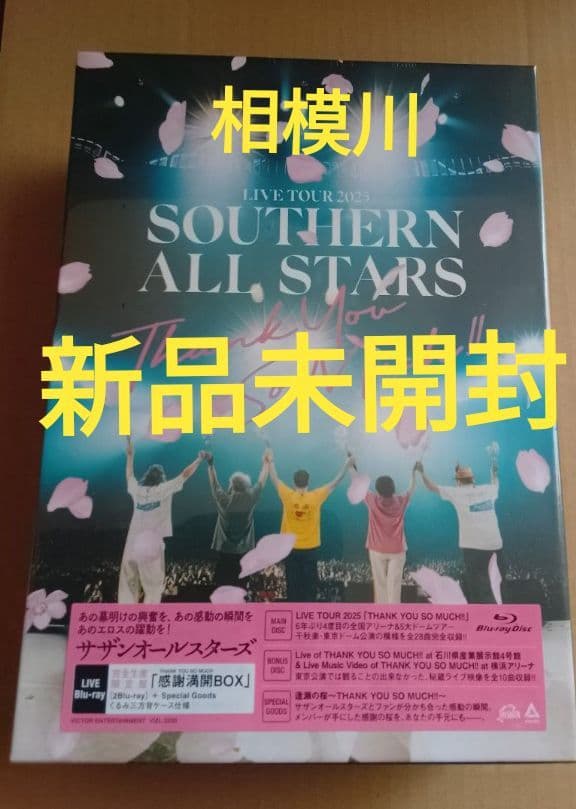 相模川
LIVE TOUR 2025
SOUTHERN
ALL STARS
Thank You
So Much!!
新品未開封
あの幕明けの興奮を、あの感動の瞬間を
あのエロスの躍動を!
サザンオールスターズ
LIVE
Blu-ray
完全生産
限定盤
THANK YOU SO MUCH
「感謝満開BOX」
[2Blu-ray] + Special Goods
くるみ三方背ケース仕様
VICTOR ENTERTAINMENT
MAIN
DISC
LIVE TOUR 2025「THANK YOU SO MUCH!!」
6年ぶり4度目の全国アリーナ&5大ドームツアー
千秋楽・東京ドーム公演の模様を全28曲完全収録!!
Blu-ray Disc
BONUS
DISC
Live of THANK YOU SO MUCH!! at 石川県産業展示館4号館
& Live Music Video of THANK YOU SO MUCH!! at 横浜アリーナ
東京公演では観ることの出来なかった、秘蔵ライブ映像を全10曲収録!!
SPECIAL
GOODS
逢瀬の桜~THANK YOU SO MUCH!!~
サザンオールスターズとファンが分かち合った感動の瞬間。
メンバーが手にした感謝の桜を、あなたの手元にも――。